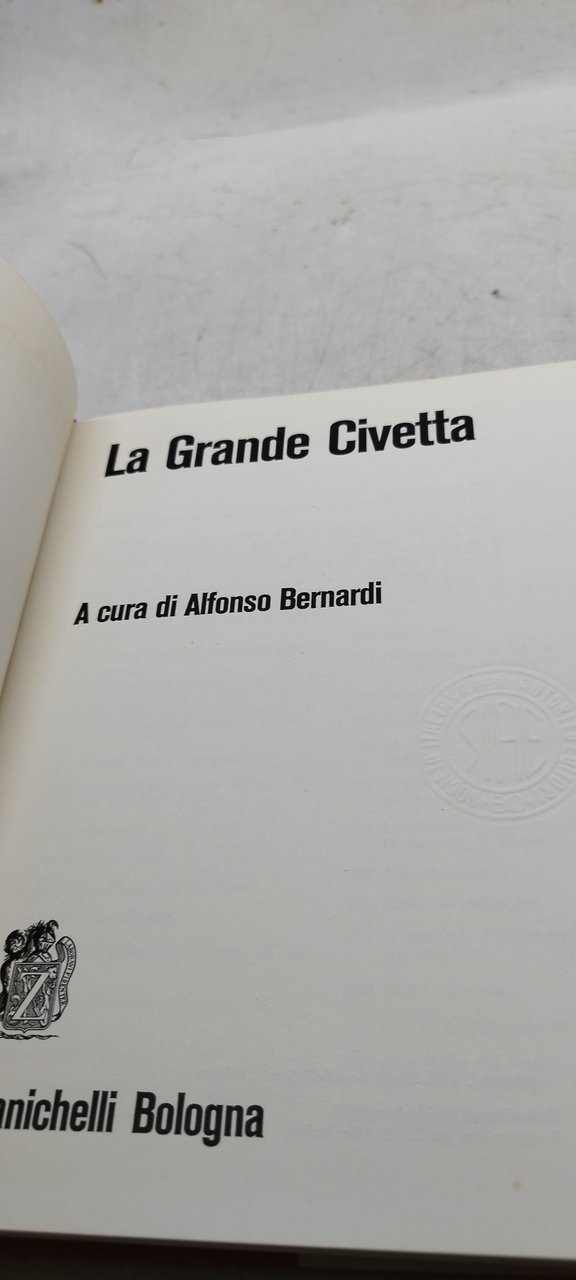 La Grande Civetta
A cura di Alfonso Bernardi
Z
anichelli Bologna